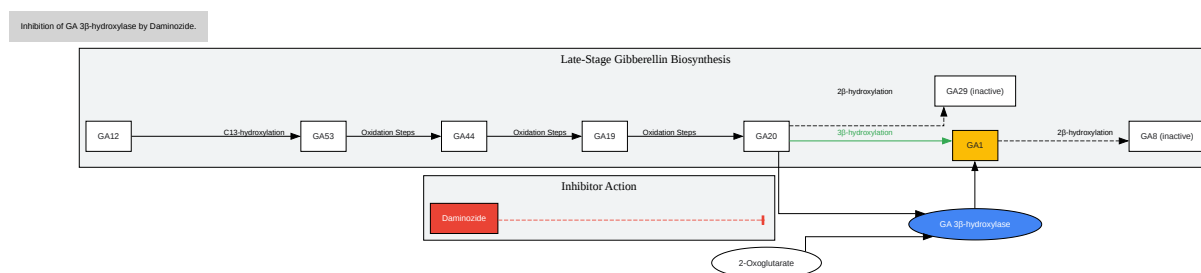 Inhibition of GA 3β-hydroxylase by Daminozide.
Late-Stage Gibberellin Biosynthesis
2β-hydroxylation
GA29 (inactive)
GA12
C13-hydroxylation
GA53
Oxidation Steps
GA44
Oxidation Steps
GA19
Oxidation Steps
GA20
3β-hydroxylation
GA1
2β-hydroxylation
GA8 (inactive)
Inhibitor Action
Daminozide
GA 3β-hydroxylase
2-Oxoglutarate